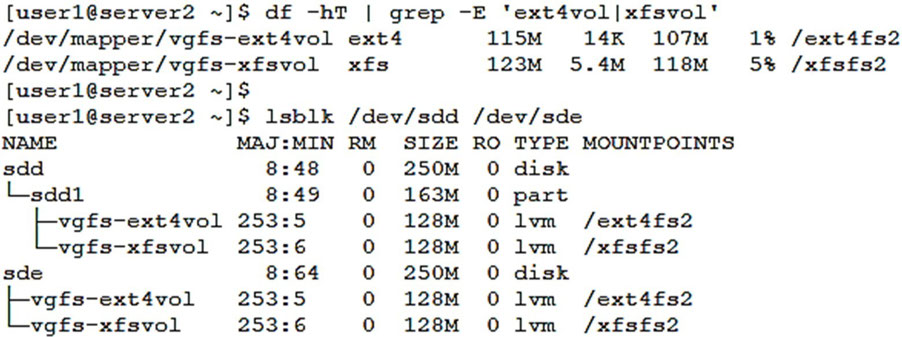 [user1@server2 ~]$ df -hT | grep -E 'ext4vol|xfsvol'
/dev/mapper/vgfs-ext4vol ext4      115M   14K  107M   1% /ext4fs2
/dev/mapper/vgfs-xfsvol  xfs       123M  5.4M  118M   5% /xfsfs2
[user1@server2 ~]$
[user1@server2 ~]$ lsblk /dev/sdd /dev/sde
NAME             MAJ:MIN RM  SIZE RO TYPE MOUNTPOINTS
sdd                8:48   0  250M  0 disk
└─sdd1             8:49   0  163M  0 part
  ├─vgfs-ext4vol 253:5    0  128M  0 lvm  /ext4fs2
  └─vgfs-xfsvol  253:6    0  128M  0 lvm  /xfsfs2
sde                8:64   0  250M  0 disk
├─vgfs-ext4vol   253:5    0  128M  0 lvm  /ext4fs2
└─vgfs-xfsvol    253:6    0  128M  0 lvm  /xfsfs2